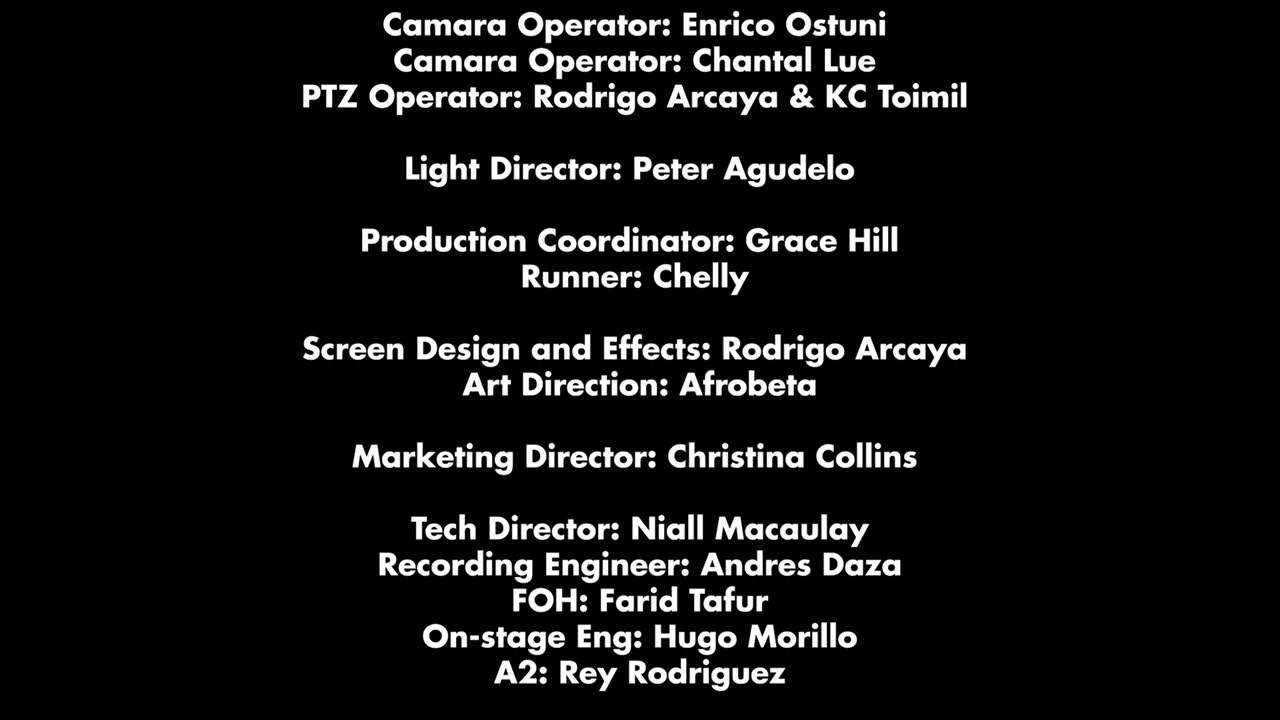 Camara Operator: Enrico Ostuni
Camara Operator: Chantal Lue
PTZ Operator: Rodrigo Arcaya & KC Toimil
Light Director: Peter Agudelo
Production Coordinator: Grace Hill
Runner: Chelly
Screen Design and Effects: Rodrigo Arcaya
Art Direction: Afrobeta
Marketing Director: Christina Collins
Tech Director: Niall Macaulay
Recording Engineer: Andres Daza
FOH: Farid Tafur
On-stage Eng: Hugo Morillo
A2: Rey Rodriguez